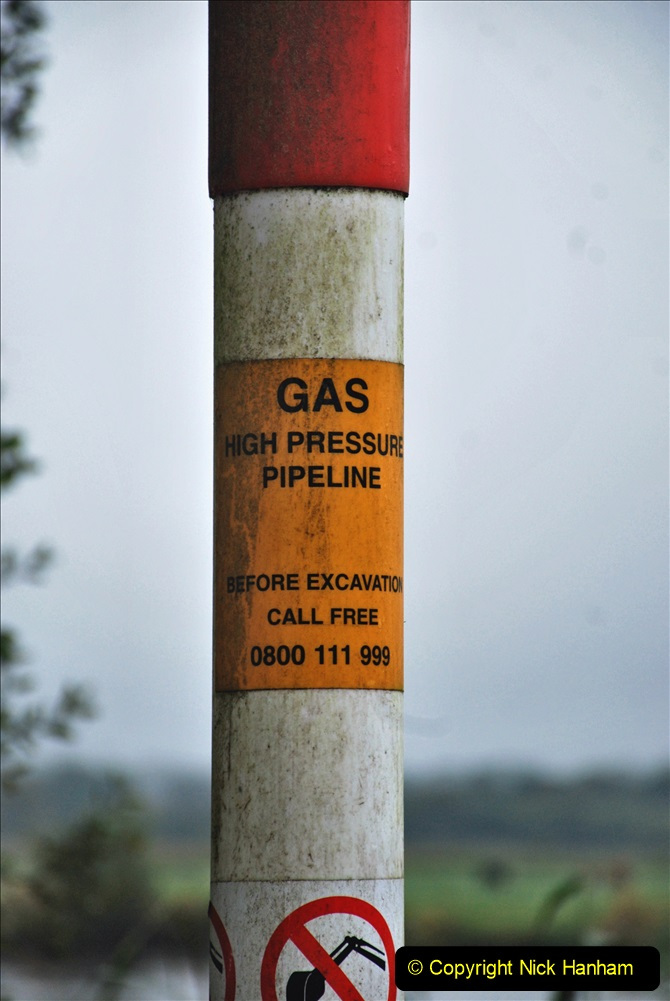 GAS
HIGH PRESSURE
PIPELINE
BEFORE EXCAVATION
CALL FREE
0800 111 999
© Copyright Nick Hanham